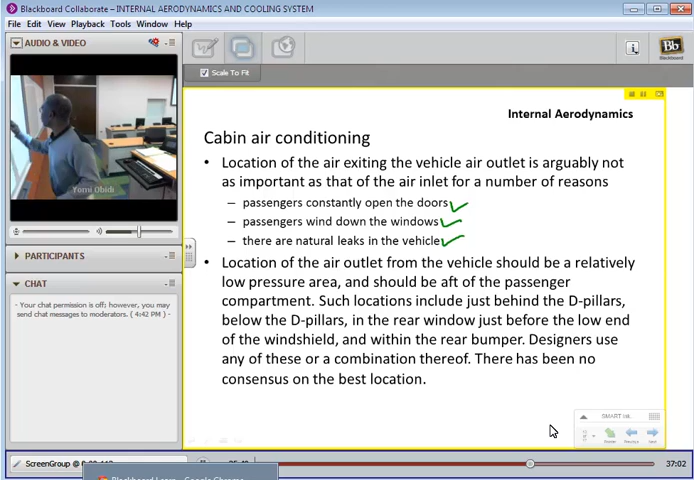 Blackboard Collaborate – INTERNAL AERODYNAMICS AND COOLING SYSTEM
File Edit View Playback Tools Window Help
AUDIO & VIDEO
Yomi Obidi
PARTICIPANTS
CHAT
- Your chat permission is off; however, you may
send chat messages to moderators. ( 4:42 PM ) -
Bb
Blackboard
Scale To Fit
Internal Aerodynamics
Cabin air conditioning
• Location of the air exiting the vehicle air outlet is arguably not
as important as that of the air inlet for a number of reasons
– passengers constantly open the doors
– passengers wind down the windows
– there are natural leaks in the vehicle
• Location of the air outlet from the vehicle should be a relatively
low pressure area, and should be aft of the passenger
compartment. Such locations include just behind the D-pillars,
below the D-pillars, in the rear window just before the low end
of the windshield, and within the rear bumper. Designers use
any of these or a combination thereof. There has been no
consensus on the best location.
37:02